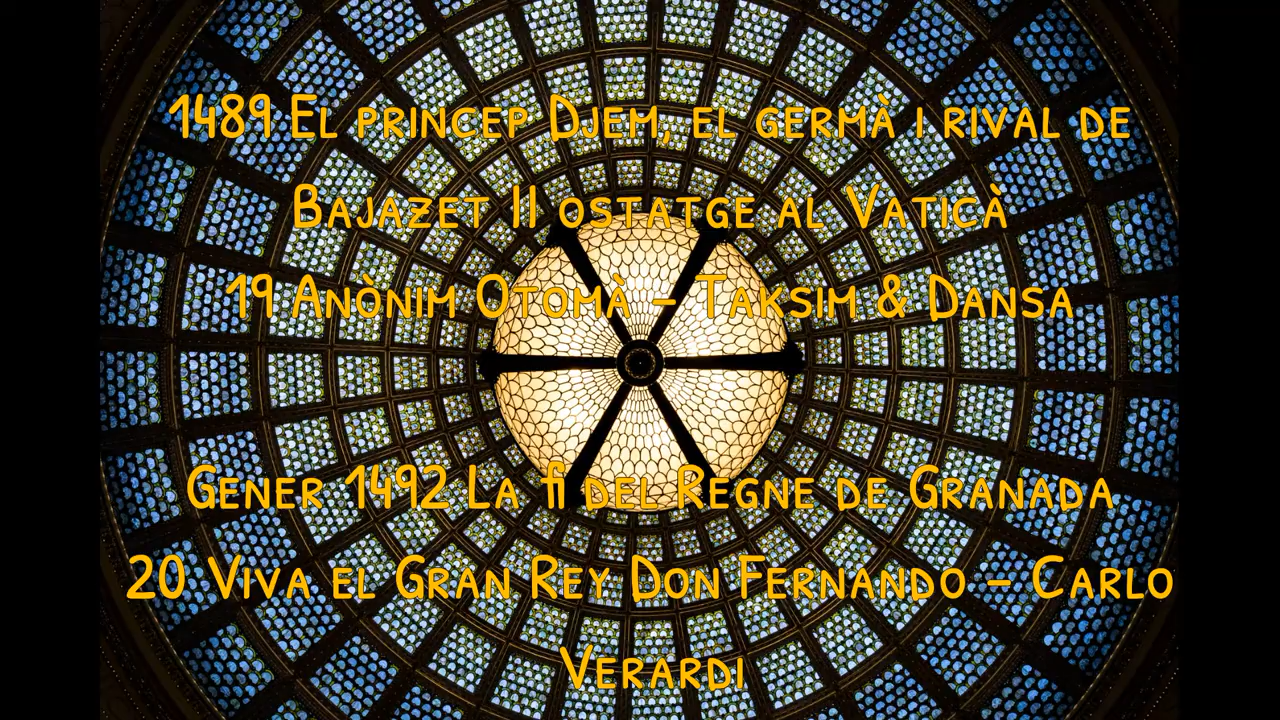 1489 El princep Djem, el germà i rival de
Bajazet II ostatge al Vaticà
19 Anònim Otomà – Taksim & Dansa
Gener 1492 La fi del Regne de Granada
20 Viva el Gran Rey Don Fernando – Carlo
Verardi